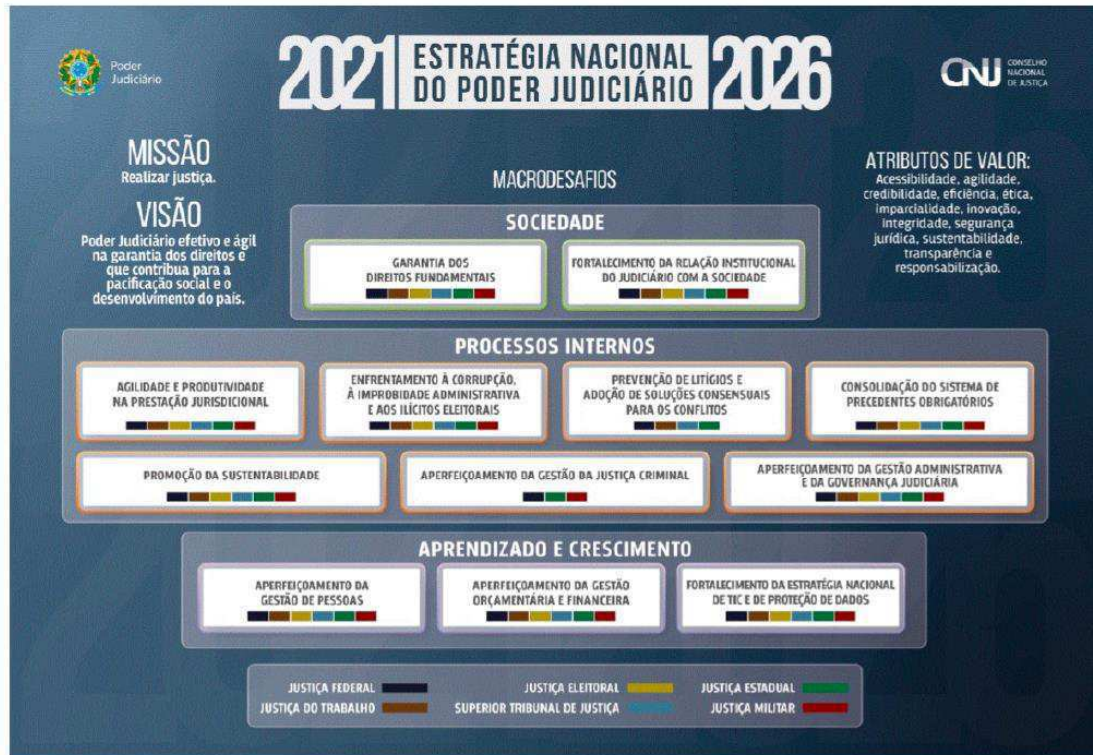 Poder
Judiciário
2021 ESTRATÉGIA NACIONAL
DO PODER JUDICIÁRIO 2026
CNJ CONSELHO
NACIONAL
DE JUSTIÇA
MISSÃO
Realizar justiça.
VISÃO
Poder Judiciário efetivo e ágil
na garantia dos direitos e
que contribua para a
pacificação social e o
desenvolvimento do país.
MACRODESAFIOS
ATRIBUTOS DE VALOR:
Acessibilidade, agilidade,
credibilidade, eficiência, ética,
imparcialidade, inovação,
integridade, segurança
jurídica, sustentabilidade,
transparência e
responsabilização.
SOCIEDADE
GARANTIA DOS
DIREITOS FUNDAMENTAIS
FORTALECIMENTO DA RELAÇÃO INSTITUCIONAL
DO JUDICIÁRIO COM A SOCIEDADE
PROCESSOS INTERNOS
AGILIDADE E PRODUTIVIDADE
NA PRESTAÇÃO JURISDICIONAL
ENFRENTAMENTO À CORRUPÇÃO,
À IMPROBIDADE ADMINISTRATIVA
E AOS ILÍCITOS ELEITORAIS
PREVENÇÃO DE LITÍGIOS E
ADOÇÃO DE SOLUÇÕES CONSENSUAIS
PARA OS CONFLITOS
CONSOLIDAÇÃO DO SISTEMA DE
PRECEDENTES OBRIGATÓRIOS
PROMOÇÃO DA SUSTENTABILIDADE
APERFEIÇOAMENTO DA GESTÃO DA JUSTIÇA CRIMINAL
APERFEIÇOAMENTO DA GESTÃO ADMINISTRATIVA
E DA GOVERNANÇA JUDICIÁRIA
APRENDIZADO E CRESCIMENTO
APERFEIÇOAMENTO DA
GESTÃO DE PESSOAS
APERFEIÇOAMENTO DA GESTÃO
ORÇAMENTÁRIA E FINANCEIRA
FORTALECIMENTO DA ESTRATÉGIA NACIONAL
DE TIC E DE PROTEÇÃO DE DADOS
JUSTIÇA FEDERAL
JUSTIÇA ELEITORAL
JUSTIÇA ESTADUAL
JUSTIÇA DO TRABALHO
SUPERIOR TRIBUNAL DE JUSTIÇA
JUSTIÇA MILITAR